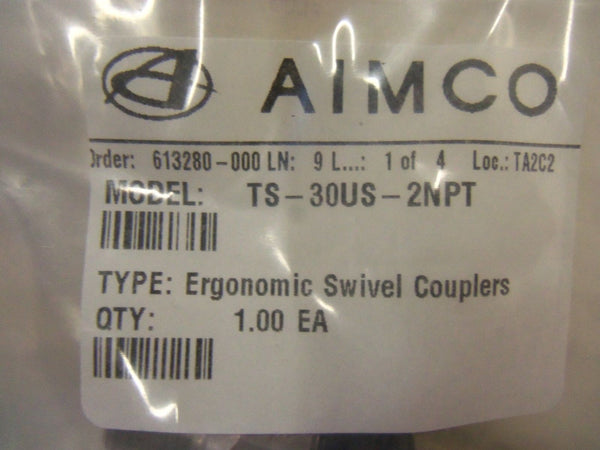 AIMCO
Order: 613280-000 LN: 9 L...: 1 of 4 Loc.: TA2C2
MODEL: TS-30US-2NPT
TYPE: Ergonomic Swivel Couplers
QTY: 1.00 EA